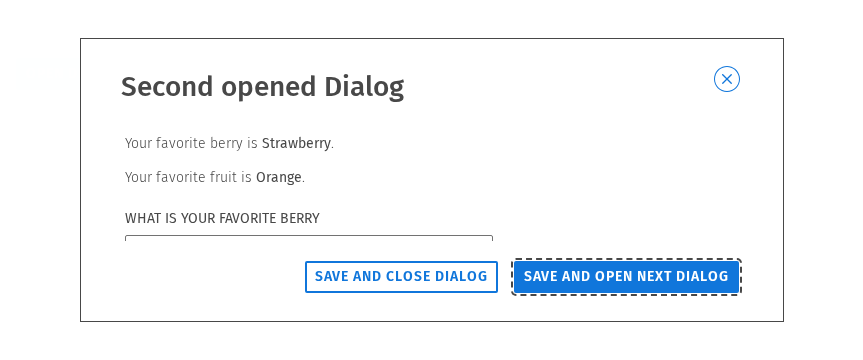 Second opened Dialog
Your favorite berry is Strawberry.
Your favorite fruit is Orange.
WHAT IS YOUR FAVORITE BERRY
SAVE AND CLOSE DIALOG
SAVE AND OPEN NEXT DIALOG